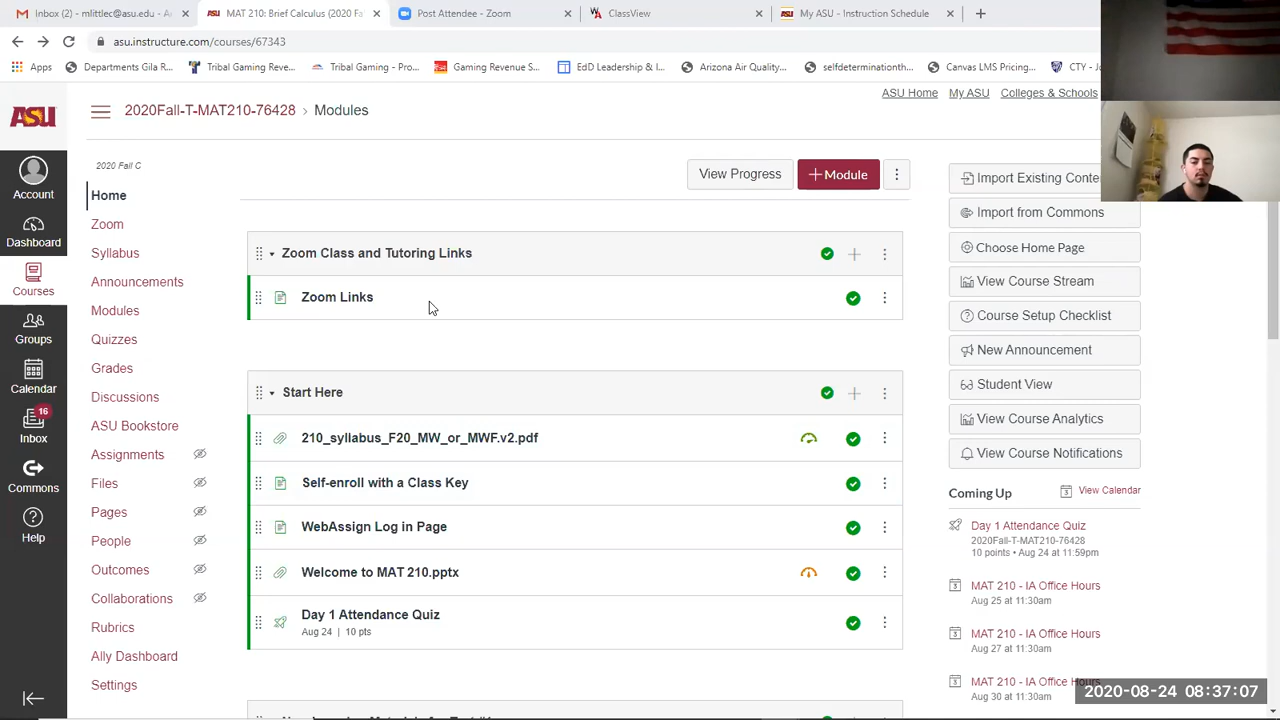 Inbox (9) - mlittlec@asu.edu - A
MAT 210: Brief Calculus (2020 Fal
Post Attendee - Zoom
ClassView
My ASU - Instruction Schedule
asu.instructure.com/courses/67343
Apps
Departments Gila R...
Tribal Gaming Reve...
Tribal Gaming - Pro...
Gaming Revenue S...
EdD Leadership & I...
Arizona Air Quality,...
selfdeterminationth...
Canvas LMS Pricing...
CTY - Jo
ASU Home
My ASU
Colleges & Schools
ASU
Account
Dashboard
Courses
Groups
Calendar
16
Inbox
Commons
Help
2020Fall-T-MAT210-76428 › Modules
2020 Fall C
Home
Zoom
Syllabus
Announcements
Modules
Quizzes
Grades
Discussions
ASU Bookstore
Assignments
Files
Pages
People
Outcomes
Collaborations
Rubrics
Ally Dashboard
Settings
View Progress
+ Module
Zoom Class and Tutoring Links
Zoom Links
Start Here
210_syllabus_F20_MW_or_MWF.v2.pdf
Self-enroll with a Class Key
WebAssign Log in Page
Welcome to MAT 210.pptx
Day 1 Attendance Quiz
Aug 24 | 10 pts
Import Existing Conte
Import from Commons
Choose Home Page
View Course Stream
Course Setup Checklist
New Announcement
Student View
View Course Analytics
View Course Notifications
Coming Up
View Calendar
Day 1 Attendance Quiz
2020Fall-T-MAT210-76428
10 points • Aug 24 at 11:59pm
MAT 210 - IA Office Hours
Aug 25 at 11:30am
MAT 210 - IA Office Hours
Aug 27 at 11:30am
MAT 210 - IA Office Hours
Aug 30 at 11:30am
2020-08-24 08:37:07